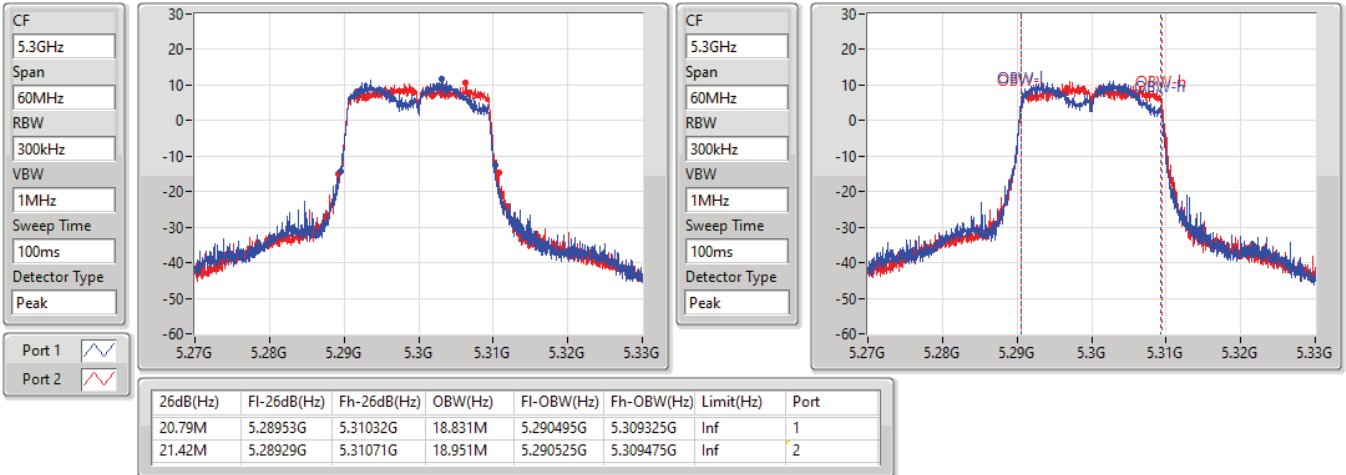 CF
5.3GHz
Span
60MHz
RBW
300kHz
VBW
1MHz
Sweep Time
100ms
Detector Type
Peak
30
20
10
0
-10
-20
-30
-40
-50
-60
5.27G 5.28G 5.29G 5.3G 5.31G 5.32G 5.33G
CF
5.3GHz
Span
60MHz
RBW
300kHz
VBW
1MHz
Sweep Time
100ms
Detector Type
Peak
30
20
10
0
-10
-20
-30
-40
-50
-60
OBW-l OBW-h
OBW-h
5.27G 5.28G 5.29G 5.3G 5.31G 5.32G 5.33G
Port 1
Port 2
26dB(Hz) Fl-26dB(Hz) Fh-26dB(Hz) OBW(Hz) Fl-OBW(Hz) Fh-OBW(Hz) Limit(Hz) Port
20.79M 5.28953G 5.31032G 18.831M 5.290495G 5.309325G Inf 1
21.42M 5.28929G 5.31071G 18.951M 5.290525G 5.309475G Inf 2